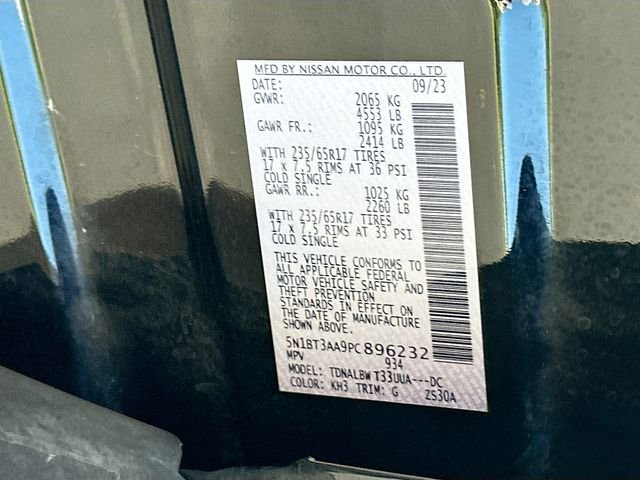 MFD BY NISSAN MOTOR CO., LTD.
DATE: 09/23
GVWR: 2065 KG
4553 LB
GAWR FR.: 1095 KG
2414 LB
WITH 235/65R17 TIRES
17 x 7.5 RIMS AT 36 PSI
COLD SINGLE
GAWR RR.: 1025 KG
2260 LB
WITH 235/65R17 TIRES
17 x 7.5 RIMS AT 33 PSI
COLD SINGLE
THIS VEHICLE CONFORMS TO
ALL APPLICABLE FEDERAL
MOTOR VEHICLE SAFETY AND
THEFT PREVENTION
STANDARDS IN EFFECT ON
THE DATE OF MANUFACTURE
SHOWN ABOVE.
5N1BT3AA9PC896232
MPV 934
MODEL: TDNALBW T33UUA---DC
COLOR: KH3 TRIM: G ZS30A